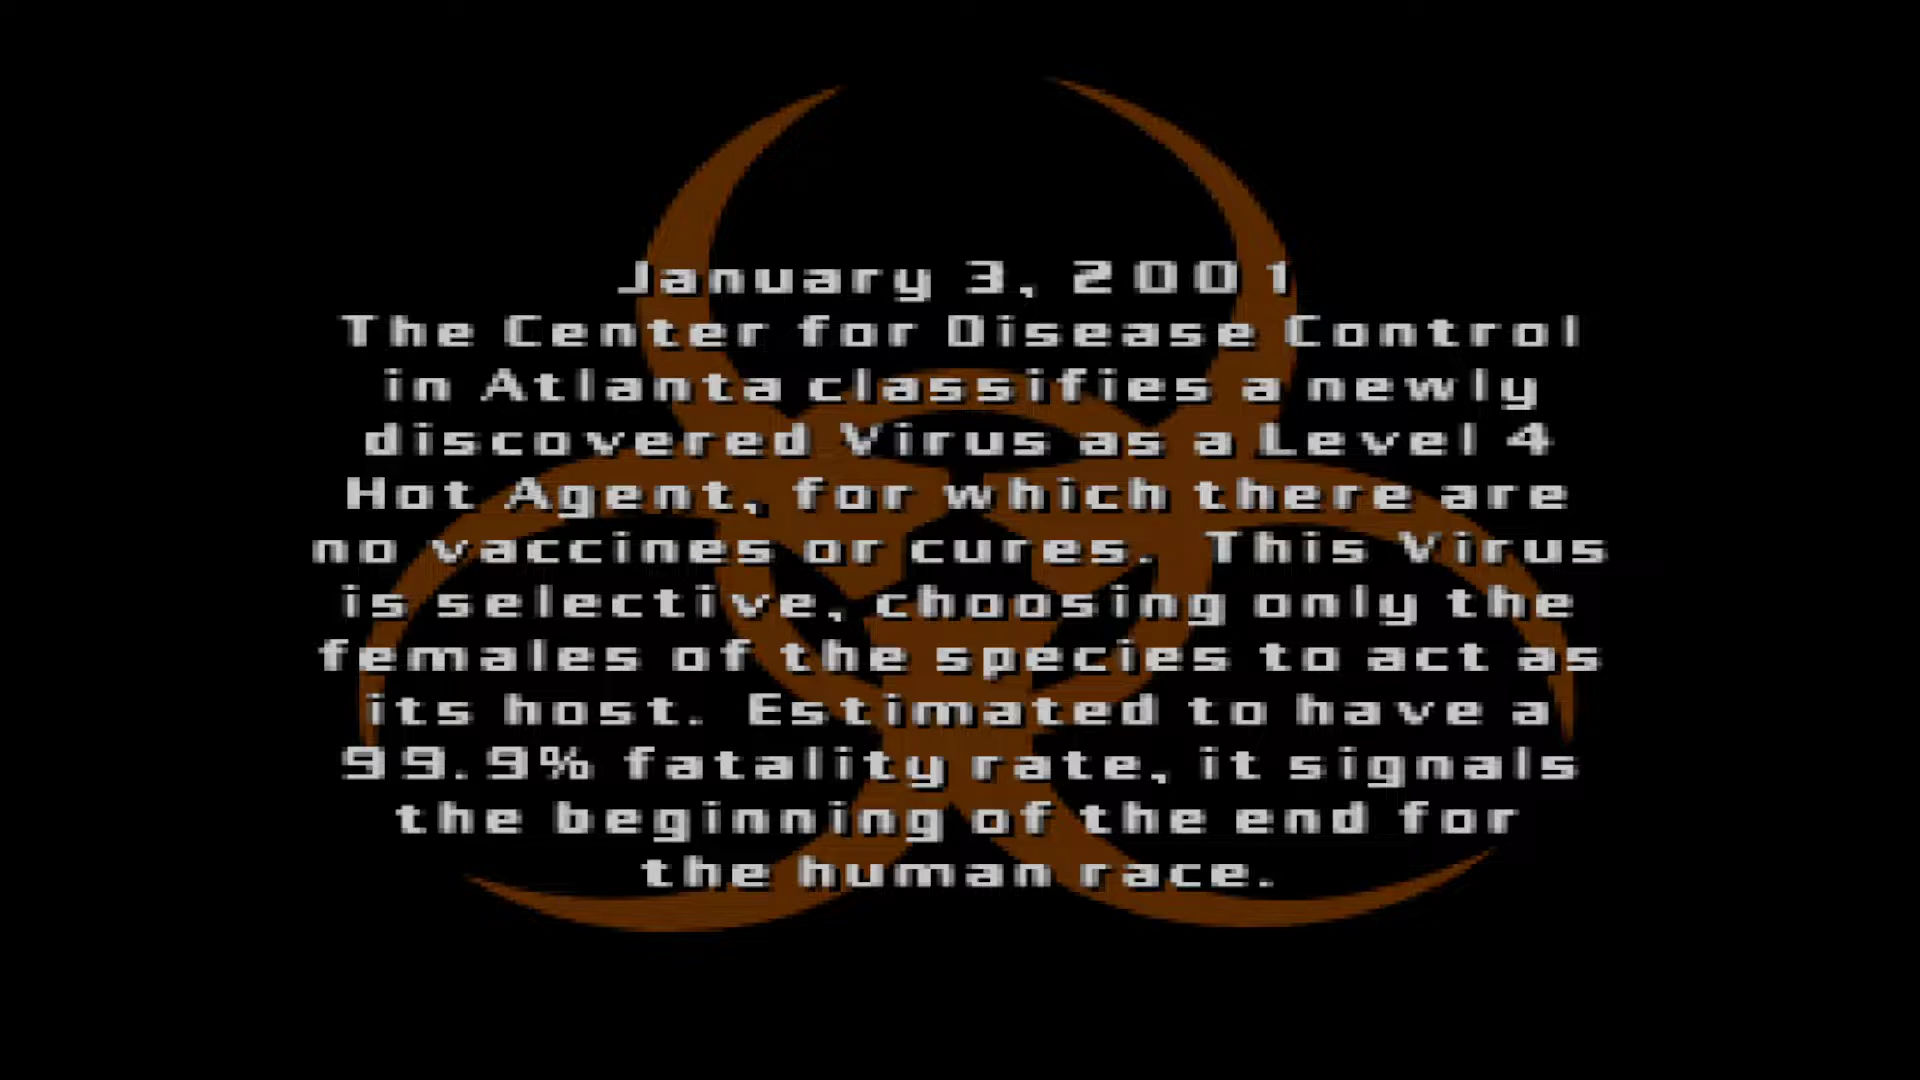 January 3, 2001
The Center for Disease Control
in Atlanta classifies a newly
discovered Virus as a Level 4
Hot Agent, for which there are
no vaccines or cures. This Virus
is selective, choosing only the
females of the species to act as
its host. Estimated to have a
99.9% fatality rate, it signals
the beginning of the end for
the human race.